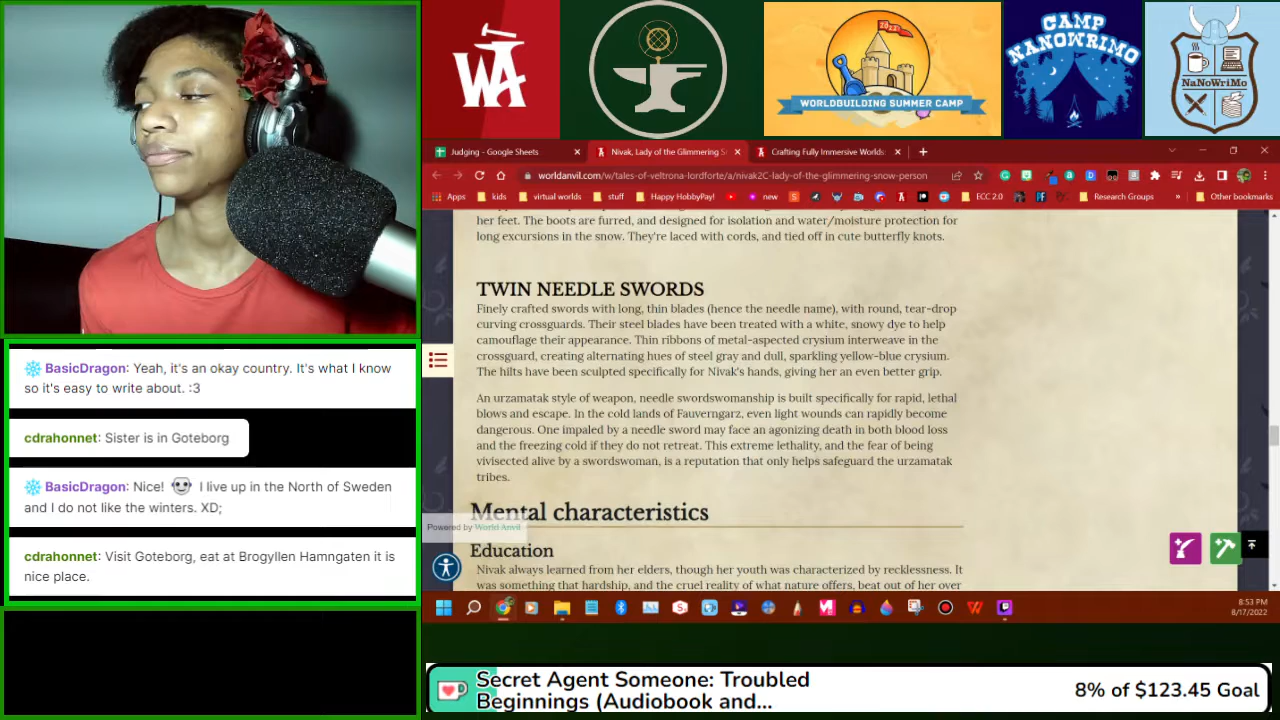 WA
2022
WORLDBUILDING SUMMER CAMP
CAMP
NANOWRIMO
NaNoWriMo
Judging - Google Sheets
Nivak, Lady of the Glimmering S
Crafting Fully Immersive Worlds:
worldanvil.com/w/tales-of-veltrona-lordforte/a/nivak2C-lady-of-the-glimmering-snow-person
Apps
kids
virtual worlds
stuff
Happy HobbyPay!
new
ECC 2.0
Research Groups
Other bookmarks
her feet. The boots are furred, and designed for isolation and water/moisture protection for
long excursions in the snow. They're laced with cords, and tied off in cute butterfly knots.
TWIN NEEDLE SWORDS
Finely crafted swords with long, thin blades (hence the needle name), with round, tear-drop
curving crossguards. Their steel blades have been treated with a white, snowy dye to help
camouflage their appearance. Thin ribbons of metal-aspected crysium interweave in the
crossguard, creating alternating hues of steel gray and dull, sparkling yellow-blue crysium.
The hilts have been sculpted specifically for Nivak's hands, giving her an even better grip.
An urzamatak style of weapon, needle swordswomanship is built specifically for rapid, lethal
blows and escape. In the cold lands of Fauverngarz, even light wounds can rapidly become
dangerous. One impaled by a needle sword may face an agonizing death in both blood loss
and the freezing cold if they do not retreat. This extreme lethality, and the fear of being
vivisected alive by a swordswoman, is a reputation that only helps safeguard the urzamatak
tribes.
Mental characteristics
Powered by World Anvil
Education
Nivak always learned from her elders, though her youth was characterized by recklessness. It
was something that hardship, and the cruel reality of what nature offers, beat out of her over
8:53 PM
8/17/2022
BasicDragon: Yeah, it's an okay country. It's what I know
so it's easy to write about. :3
cdrahonnet: Sister is in Goteborg
BasicDragon: Nice! I live up in the North of Sweden
and I do not like the winters. XD;
cdrahonnet: Visit Goteborg, eat at Brogyllen Hamngaten it is
nice place.
Secret Agent Someone: Troubled
Beginnings (Audiobook and...
8% of $123.45 Goal